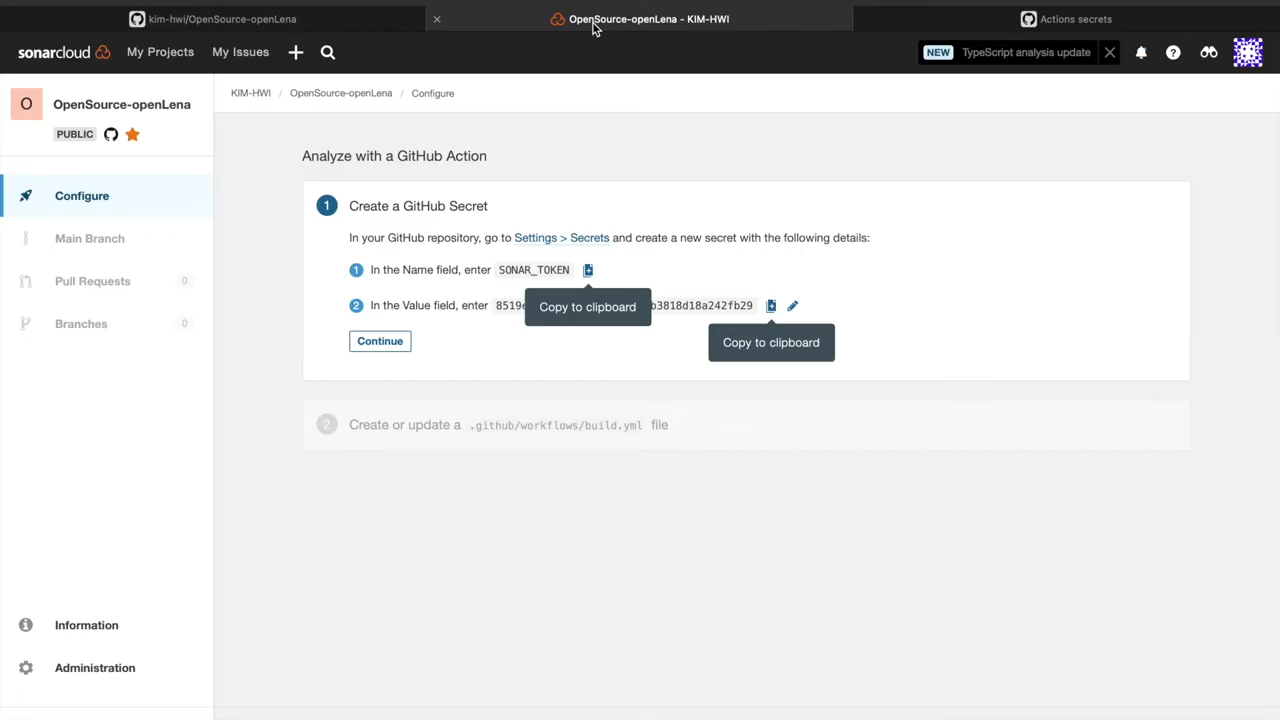 kim-hwi/OpenSource-openLena
OpenSource-openLena - KIM-HWI
Actions secrets
sonarcloud
My Projects
My Issues
NEW
TypeScript analysis update
O
OpenSource-openLena
PUBLIC
KIM-HWI / OpenSource-openLena / Configure
Configure
Main Branch
Pull Requests
0
Branches
0
Information
Administration
Analyze with a GitHub Action
1
Create a GitHub Secret
In your GitHub repository, go to Settings > Secrets and create a new secret with the following details:
1 In the Name field, enter SONAR_TOKEN
Copy to clipboard
2 In the Value field, enter
3818d18a242fb29
Copy to clipboard
Continue
2
Create or update a .github/workflows/build.yml file